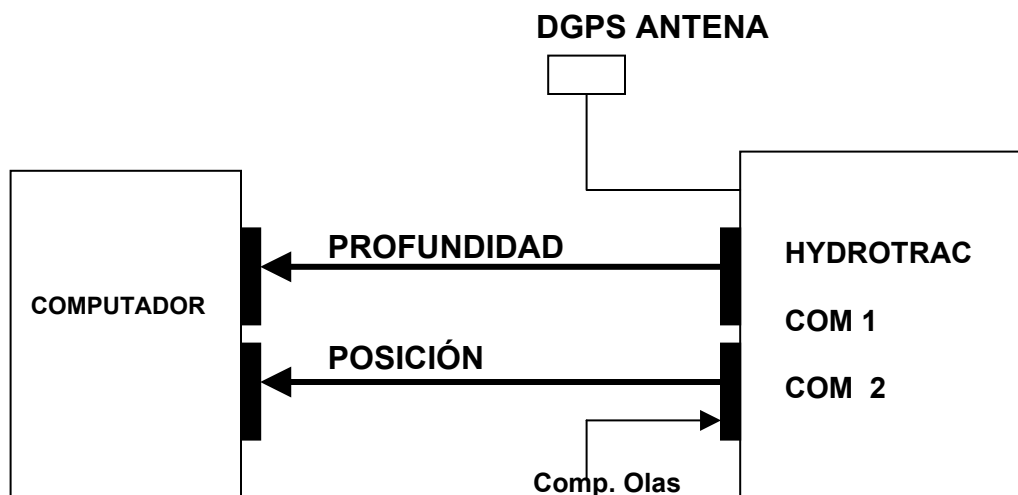 DGPS ANTENA
PROFUNDIDAD
HYDROTRAC
COMPUTADOR
COM 1
POSICIÓN
COM 2
Comp. Olas